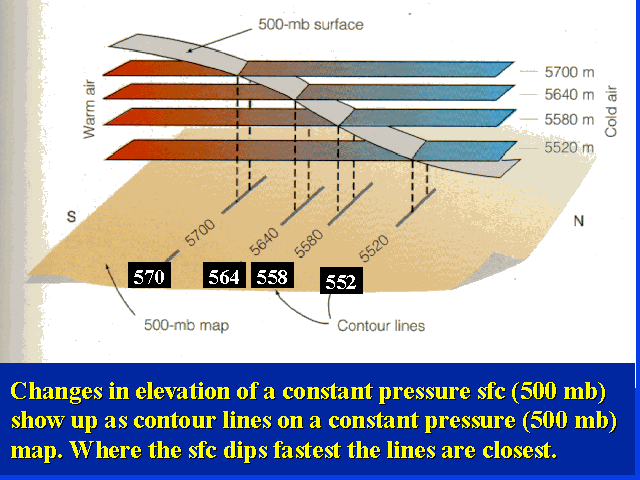 500-mb surface
5700 m
5640 m
5580 m
5520 m
Warm air
Cold air
S
N
5700
5640
5580
5520
570
564
558
552
500-mb map
Contour lines
Changes in elevation of a constant pressure sfc (500 mb)
show up as contour lines on a constant pressure (500 mb)
map. Where the sfc dips fastest the lines are closest.